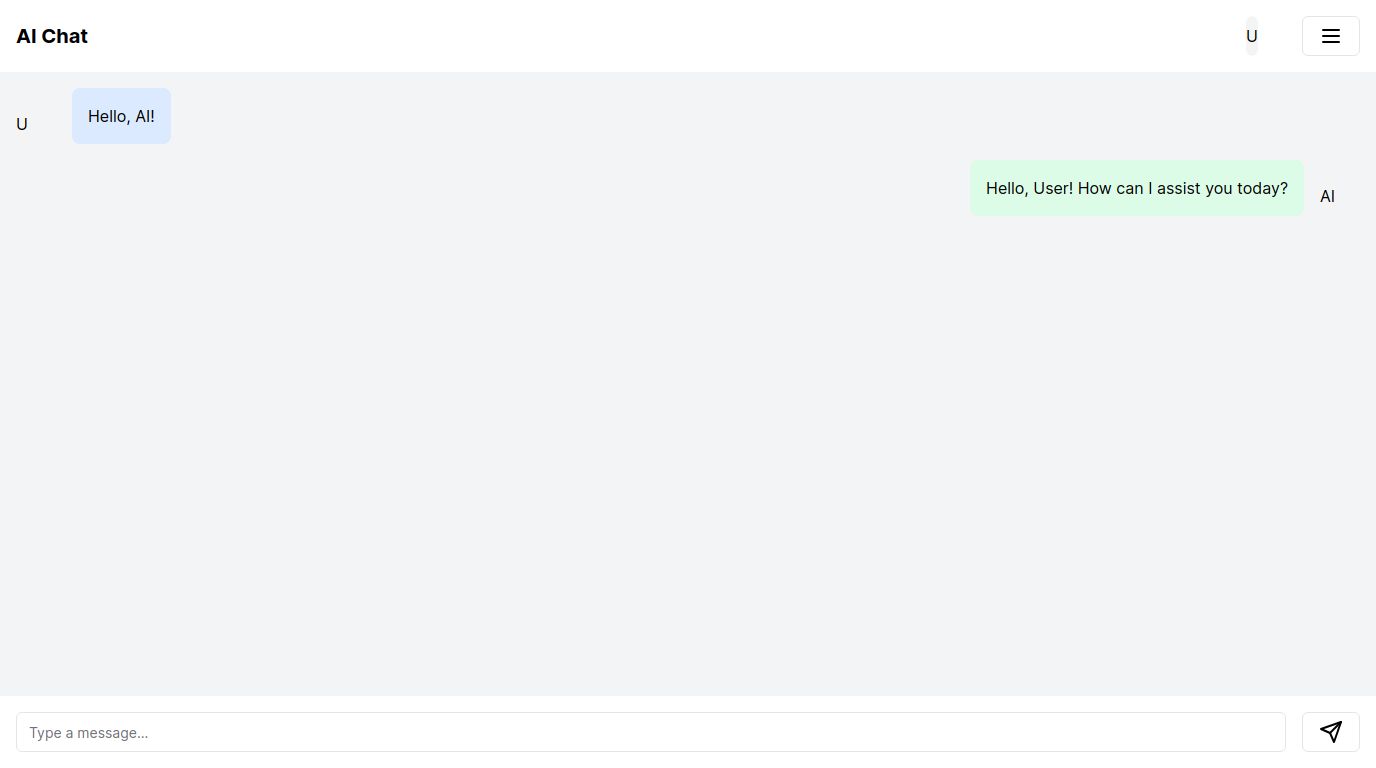 AI Chat
U
U
Hello, AI!
Hello, User! How can I assist you today?
AI
Type a message...